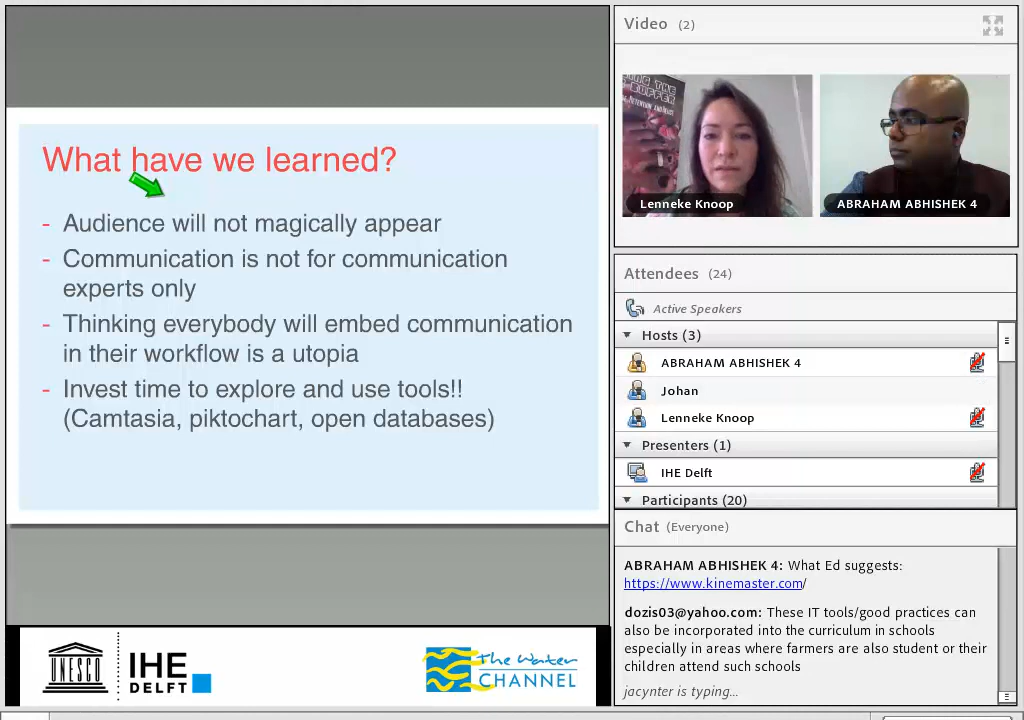 What have we learned?
- Audience will not magically appear
- Communication is not for communication
experts only
- Thinking everybody will embed communication
in their workflow is a utopia
- Invest time to explore and use tools!!
(Camtasia, piktochart, open databases)
UNESCO
IHE
DELFT
The Water
CHANNEL
Video (2)
Lenneke Knoop
ABRAHAM ABHISHEK 4
Attendees (24)
Active Speakers
Hosts (3)
ABRAHAM ABHISHEK 4
Johan
Lenneke Knoop
Presenters (1)
IHE Delft
Participants (20)
Chat (Everyone)
ABRAHAM ABHISHEK 4: What Ed suggests:
https://www.kinemaster.com/
dozis03@yahoo.com: These IT tools/good practices can
also be incorporated into the curriculum in schools
especially in areas where farmers are also student or their
children attend such schools
jacynter is typing...